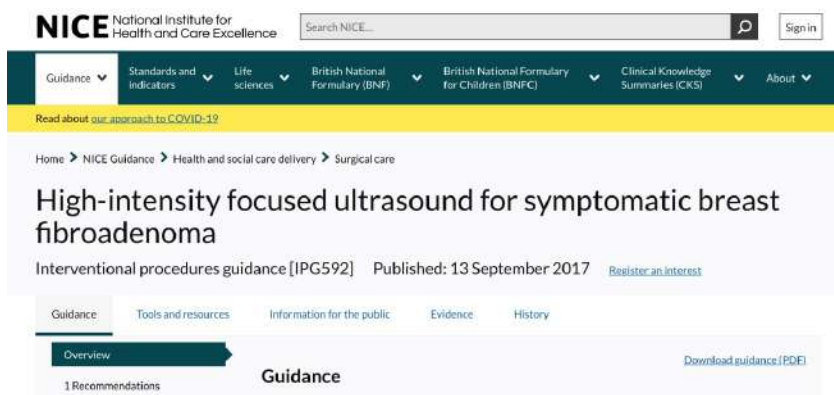 NICE National Institute for Health and Care Excellence
Search NICE...
Sign in
Guidance
Standards and indicators
Life sciences
British National Formulary (BNF)
British National Formulary for Children (BNFC)
Clinical Knowledge Summaries (CKS)
About
Read about our approach to COVID-19
Home > NICE Guidance > Health and social care delivery > Surgical care
High-intensity focused ultrasound for symptomatic breast
fibroadenoma
Interventional procedures guidance [IPG592] Published: 13 September 2017 Register an interest
Guidance Tools and resources Information for the public Evidence History
Overview
Download guidance (PDF)
1 Recommendations
Guidance